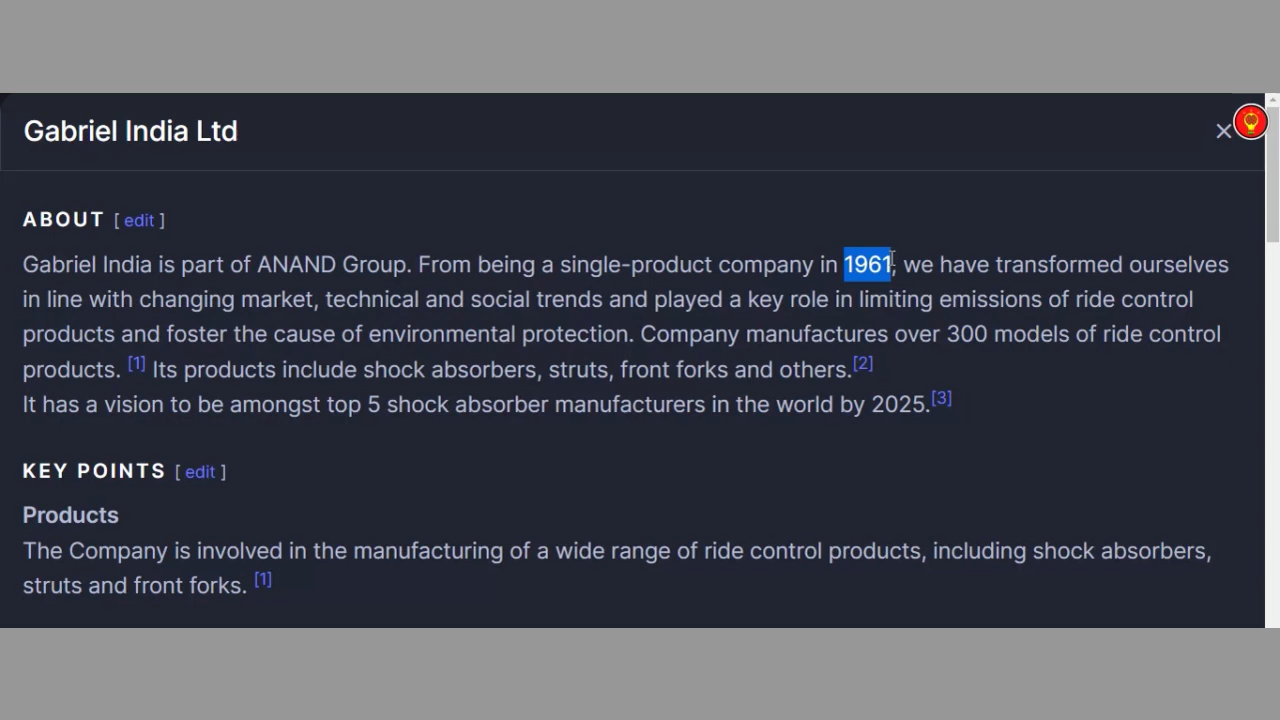 Gabriel India Ltd
×
ABOUT [ edit ]
Gabriel India is part of ANAND Group. From being a single-product company in 1961, we have transformed ourselves
in line with changing market, technical and social trends and played a key role in limiting emissions of ride control
products and foster the cause of environmental protection. Company manufactures over 300 models of ride control
products. [1] Its products include shock absorbers, struts, front forks and others.[2]
It has a vision to be amongst top 5 shock absorber manufacturers in the world by 2025.[3]
KEY POINTS [ edit ]
Products
The Company is involved in the manufacturing of a wide range of ride control products, including shock absorbers,
struts and front forks. [1]